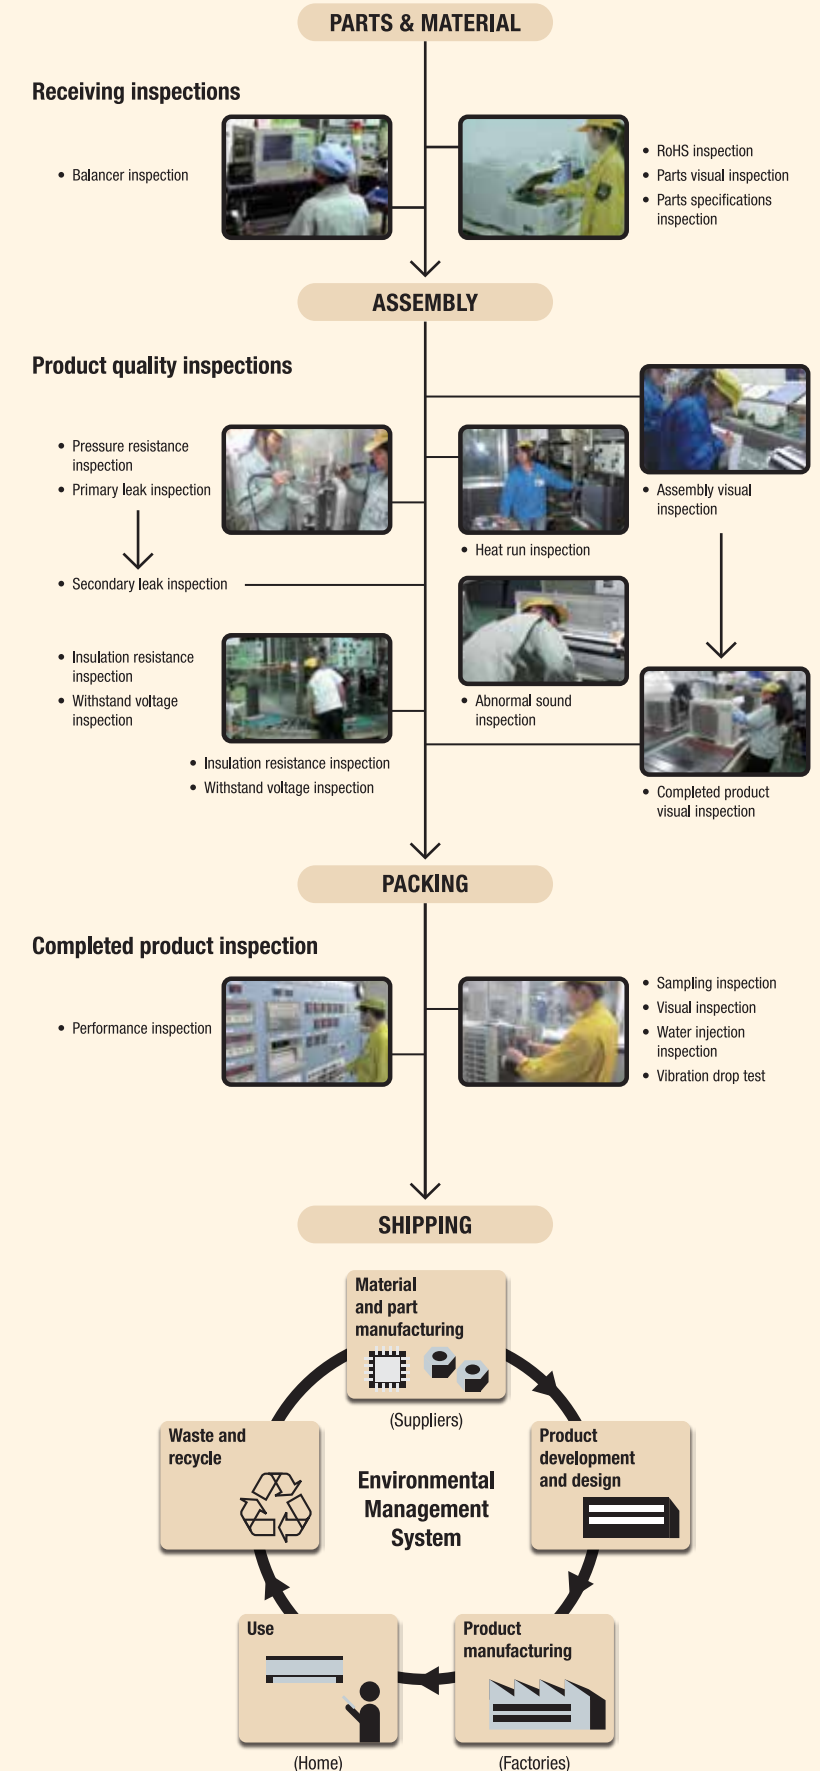 PARTS & MATERIAL
Receiving inspections
• Balancer inspection
• RoHS inspection
• Parts visual inspection
• Parts specifications
inspection
ASSEMBLY
Product quality inspections
• Pressure resistance
inspection
• Primary leak inspection
• Heat run inspection
• Assembly visual
inspection
• Secondary leak inspection
• Insulation resistance
inspection
• Withstand voltage
inspection
• Insulation resistance inspection
• Withstand voltage inspection
• Abnormal sound
inspection
• Completed product
visual inspection
PACKING
Completed product inspection
• Performance inspection
• Sampling inspection
• Visual inspection
• Water injection
inspection
• Vibration drop test
SHIPPING
Material
and part
manufacturing
(Suppliers)
Product
development
and design
Waste and
recycle
Environmental
Management
System
Use
(Home)
Product
manufacturing
(Factories)